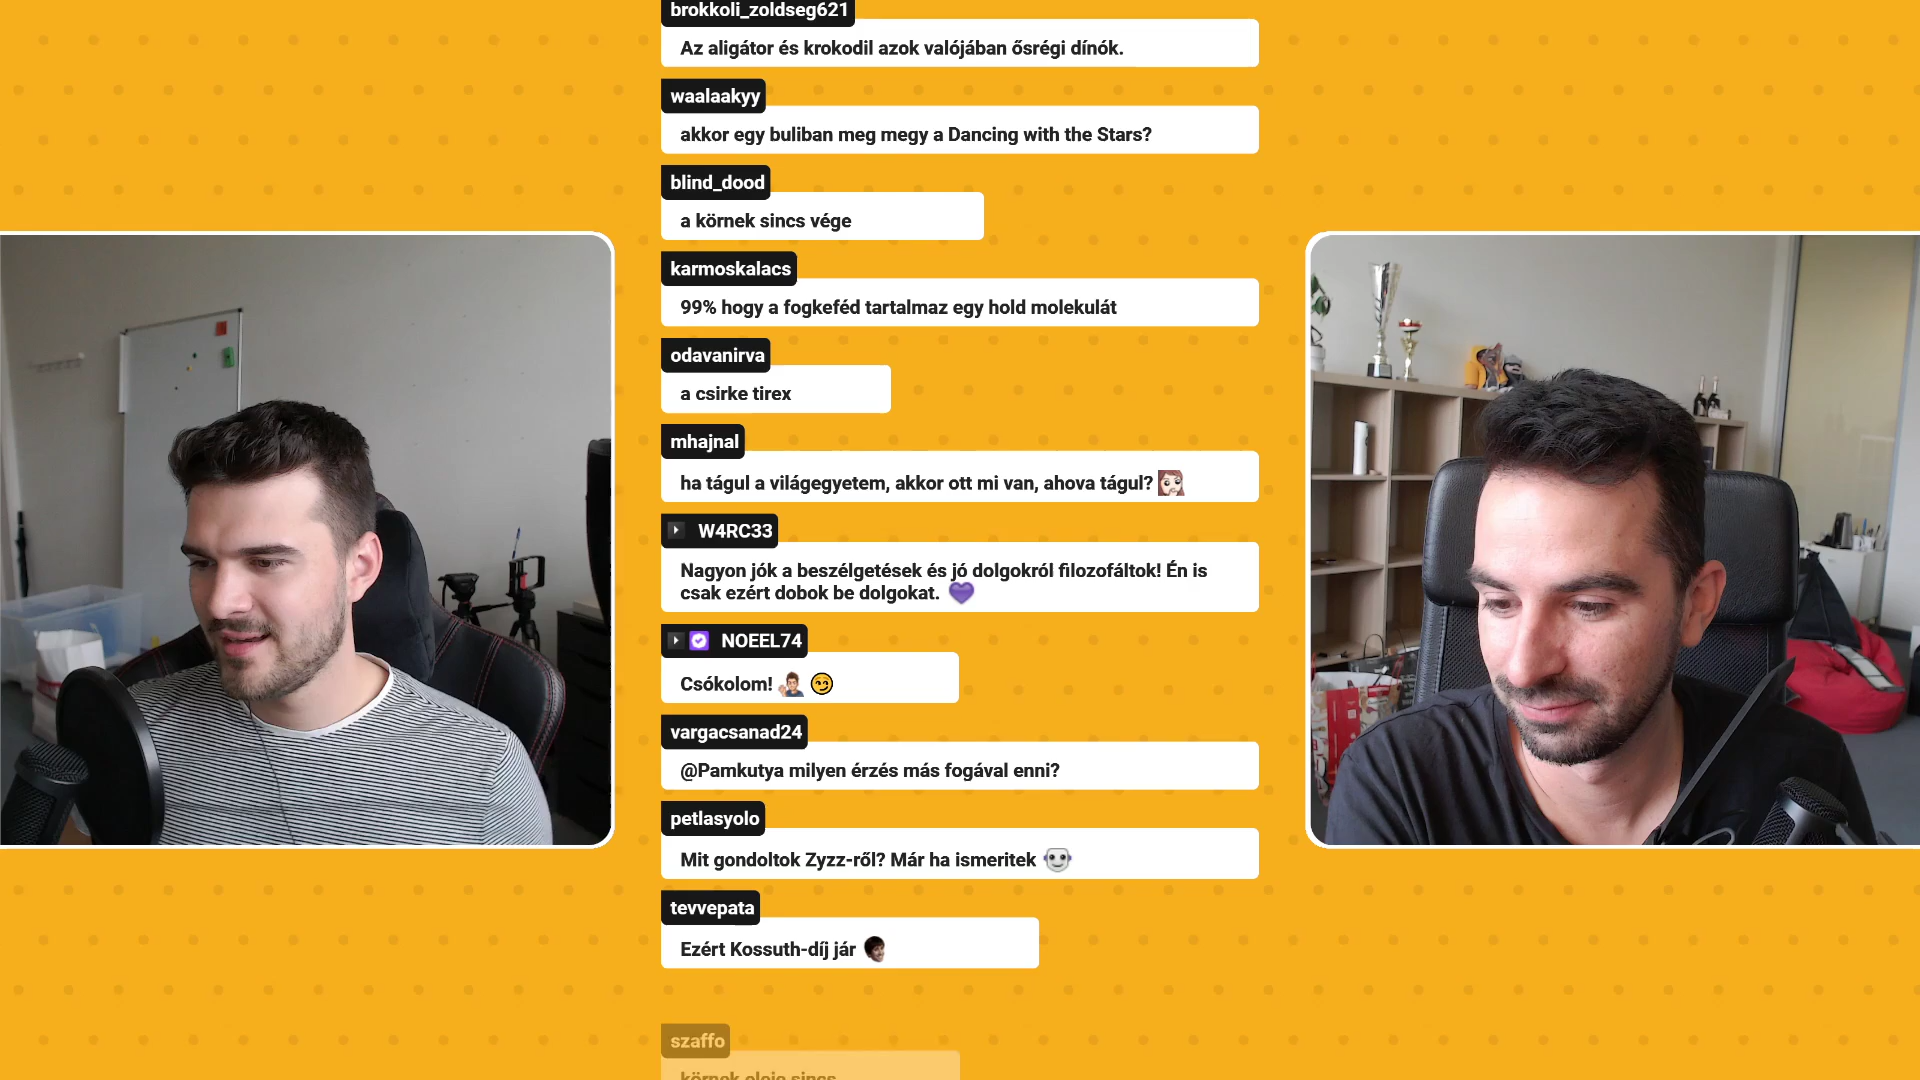 brokkoli_zoldseg621
Az aligátor és krokodil azok valójában ősrégi dínók.
waalaakyy
akkor egy buliban meg megy a Dancing with the Stars?
blind_dood
a körnek sincs vége
karmoskalacs
99% hogy a fogkeféd tartalmaz egy hold molekulát
odavanirva
a csirke tirex
mhajnal
ha tágul a világegyetem, akkor ott mi van, ahova tágul?
W4RC33
Nagyon jók a beszélgetések és jó dolgokról filozofáltok! Én is
csak ezért dobok be dolgokat.
NOEEL74
Csókolom!
vargacsanad24
@Pamkutya milyen érzés más fogával enni?
petlasyolo
Mit gondoltok Zyzz-ről? Már ha ismeritek
tevvepata
Ezért Kossuth-díj jár
szaffo
körnek eleje sincs